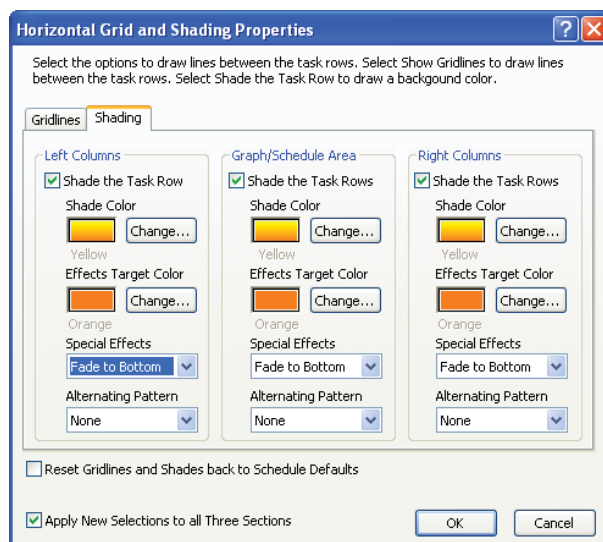 Horizontal Grid and Shading Properties
Select the options to draw lines between the task rows. Select Show Gridlines to draw lines
between the task rows. Select Shade the Task Row to draw a backgound color.
Gridlines
Shading
Left Columns
Shade the Task Row
Shade Color
Change...
Yellow
Effects Target Color
Change...
Orange
Special Effects
Fade to Bottom
Alternating Pattern
None
Graph/Schedule Area
Shade the Task Rows
Shade Color
Change...
Yellow
Effects Target Color
Change...
Orange
Special Effects
Fade to Bottom
Alternating Pattern
None
Right Columns
Shade the Task Rows
Shade Color
Change...
Yellow
Effects Target Color
Change...
Orange
Special Effects
Fade to Bottom
Alternating Pattern
None
Reset Gridlines and Shades back to Schedule Defaults
Apply New Selections to all Three Sections
OK
Cancel